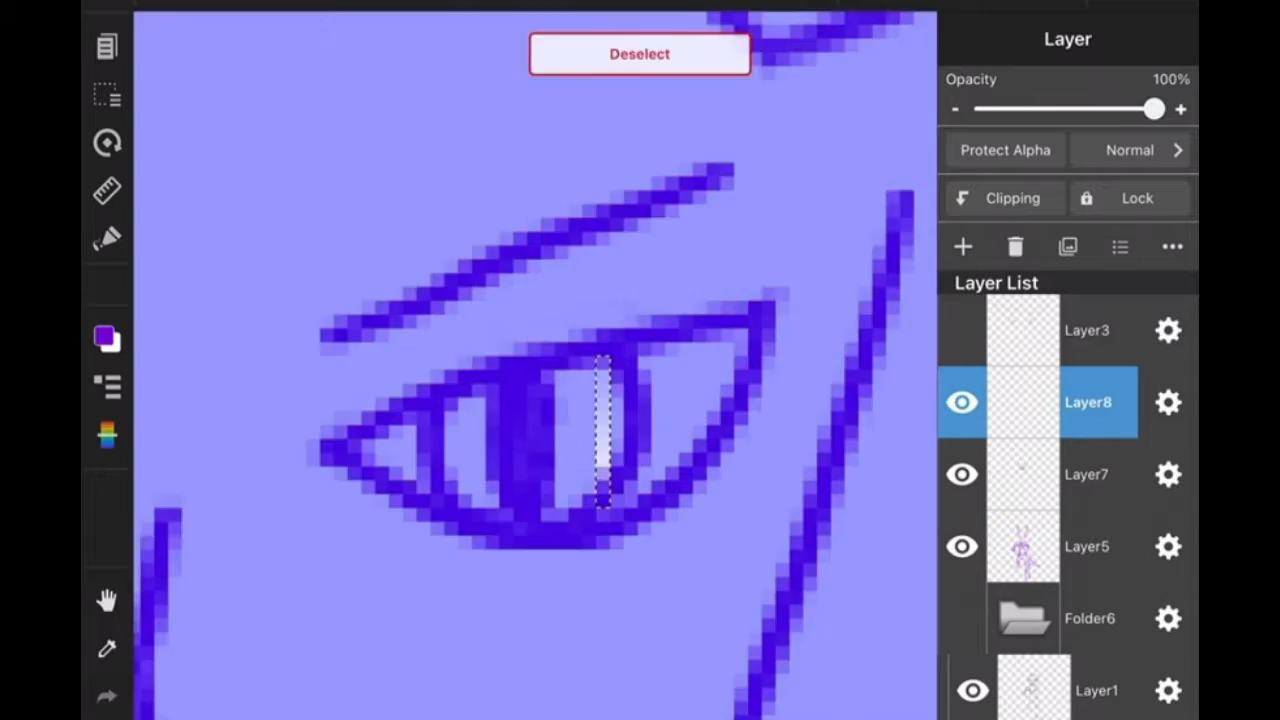 Deselect
Layer
Opacity 100%
- +
Protect Alpha Normal
Clipping Lock
Layer List
Layer3
Layer8
Layer7
Layer5
Folder6
Layer1